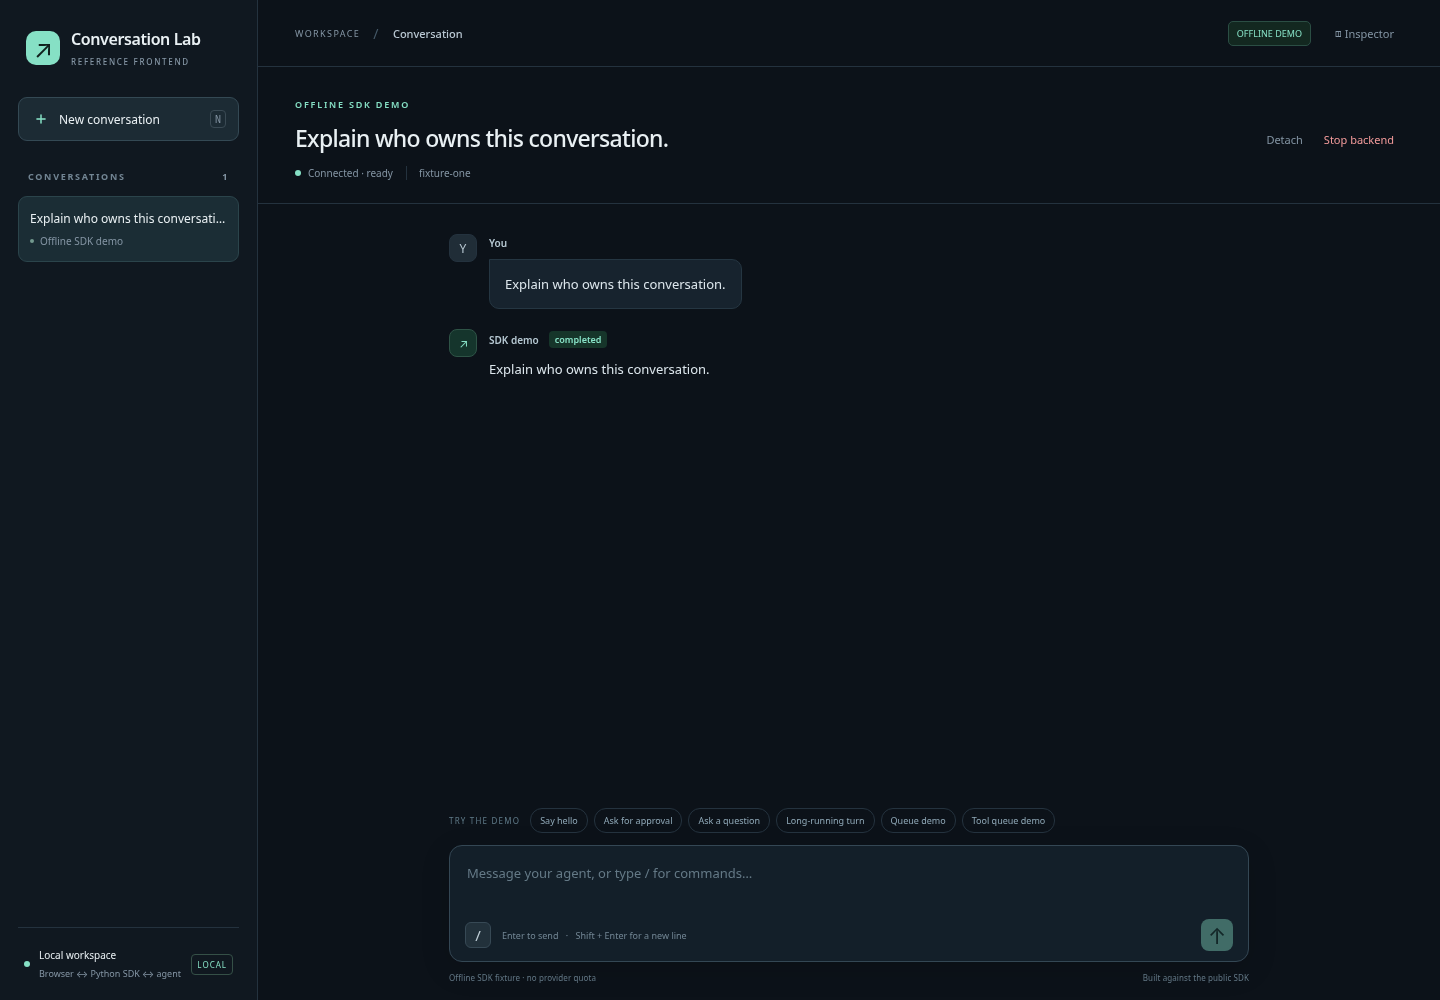 Conversation Lab
REFERENCE FRONTEND
+ New conversation N
CONVERSATIONS 1
Explain who owns this conversati...
Offline SDK demo
Local workspace
Browser ↔ Python SDK ↔ agent
LOCAL
WORKSPACE / Conversation
OFFLINE DEMO
Inspector
OFFLINE SDK DEMO
Explain who owns this conversation.
Detach
Stop backend
Connected · ready
fixture-one
Y
You
Explain who owns this conversation.
SDK demo completed
Explain who owns this conversation.
TRY THE DEMO Say hello Ask for approval Ask a question Long-running turn Queue demo Tool queue demo
Message your agent, or type / for commands...
/ Enter to send · Shift + Enter for a new line
Offline SDK fixture · no provider quota
Built against the public SDK